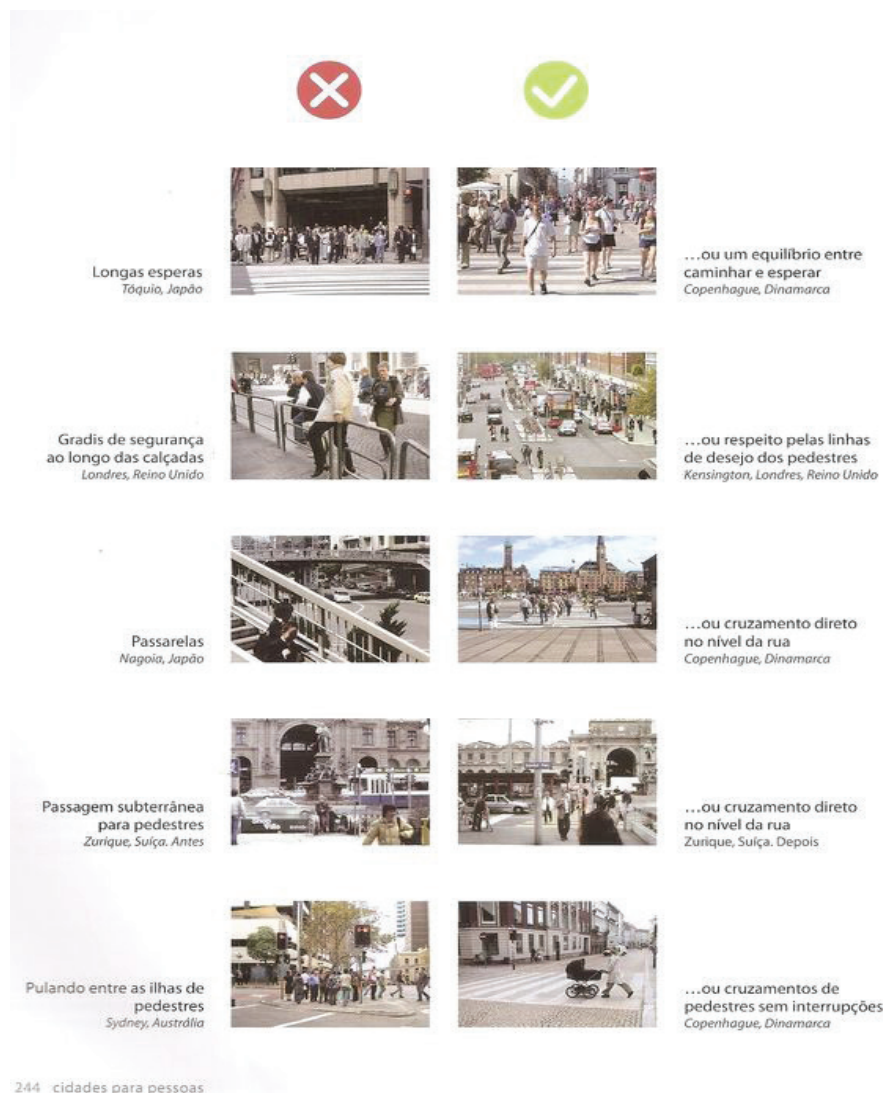 Longas esperas
Tóquio, Japão
...ou um equilíbrio entre
caminhar e esperar
Copenhague, Dinamarca
Gradis de segurança
ao longo das calçadas
Londres, Reino Unido
...ou respeito pelas linhas
de desejo dos pedestres
Kensington, Londres, Reino Unido
Passarelas
Nagoia, Japão
...ou cruzamento direto
no nível da rua
Copenhague, Dinamarca
Passagem subterrânea
para pedestres
Zurique, Suíça. Antes
...ou cruzamento direto
no nível da rua
Zurique, Suíça. Depois
Pulando entre as ilhas de
pedestres
Sydney, Austrália
...ou cruzamentos de
pedestres sem interrupções
Copenhague, Dinamarca
244 cidades para pessoas